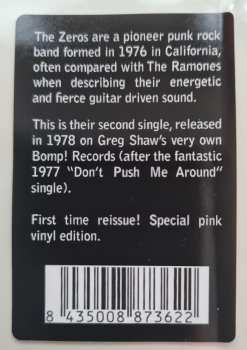 The Zeros are a pioneer punk rock
band formed in 1976 in California,
often compared with The Ramones
when describing their energetic
and fierce guitar driven sound.
This is their second single, released
in 1978 on Greg Shaw's very own
Bomp! Records (after the fantastic
1977 "Don't Push Me Around"
single).
First time reissue! Special pink
vinyl edition.
8 435008 873622